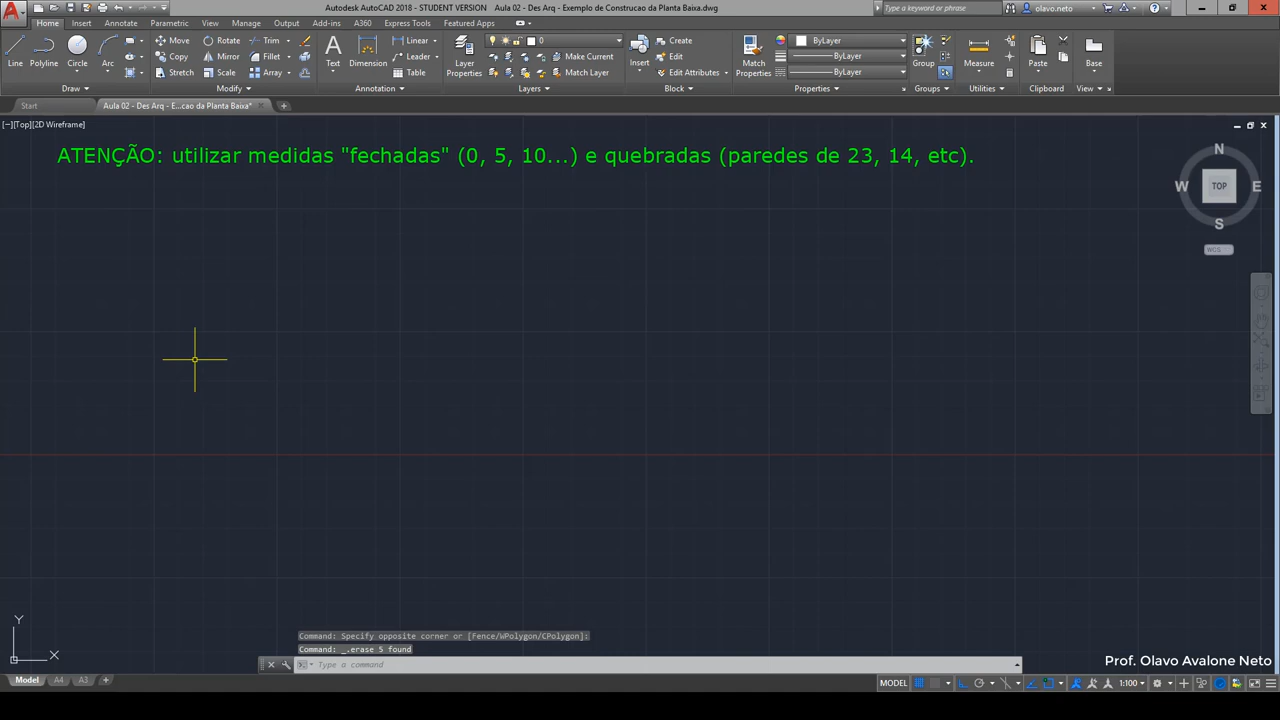 Autodesk AutoCAD 2018 - STUDENT VERSION Aula 02 - Des Arq - Exemplo de Construcao da Planta Baixa.dwg
Type a keyword or phrase
olavo.neto
Home Insert Annotate Parametric View Manage Output Add-ins A360 Express Tools Featured Apps
Line Polyline Circle Arc
Move Rotate Trim
Copy Mirror Fillet
Stretch Scale Array
Text Dimension
Linear
Leader
Table
Layer Properties
0
Make Current
Match Layer
Insert
Create
Edit
Edit Attributes
Match Properties
ByLayer
ByLayer
ByLayer
Group
Measure
Paste
Base
Draw Modify Annotation Layers Block Properties Groups Utilities Clipboard View
Start
Aula 02 - Des Arq - E...cao da Planta Baixa*
[−][Top][2D Wireframe]
ATENÇÃO: utilizar medidas "fechadas" (0, 5, 10...) e quebradas (paredes de 23, 14, etc).
N
W TOP E
S
WCS
Y
X
Command: Specify opposite corner or [Fence/WPolygon/CPolygon]:
Command: _.erase 5 found
Type a command
Prof. Olavo Avalone Neto
Model A4 A3
MODEL
1:100